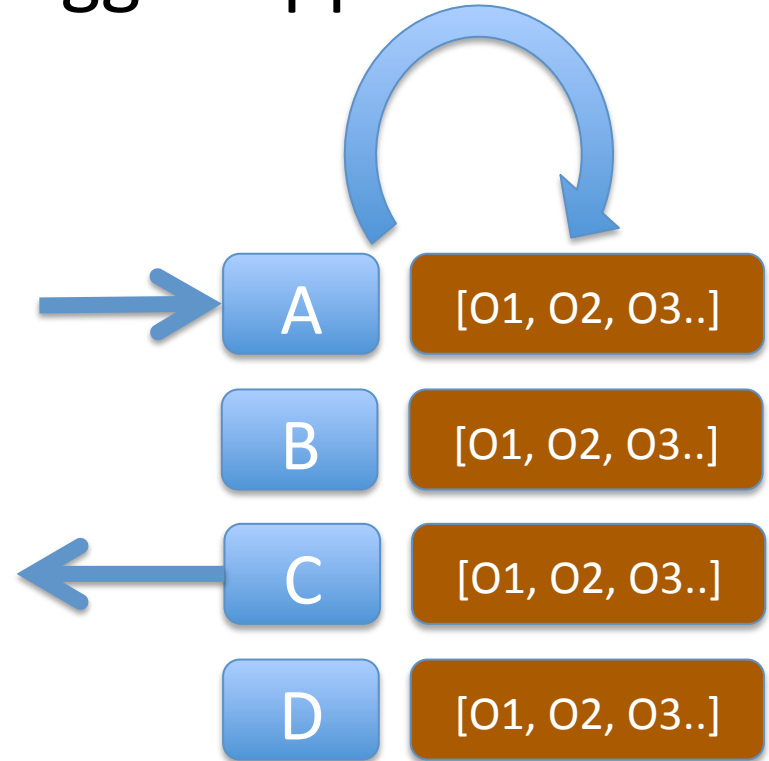 A [O1, O2, O3..]
B [O1, O2, O3..]
C [O1, O2, O3..]
D [O1, O2, O3..]